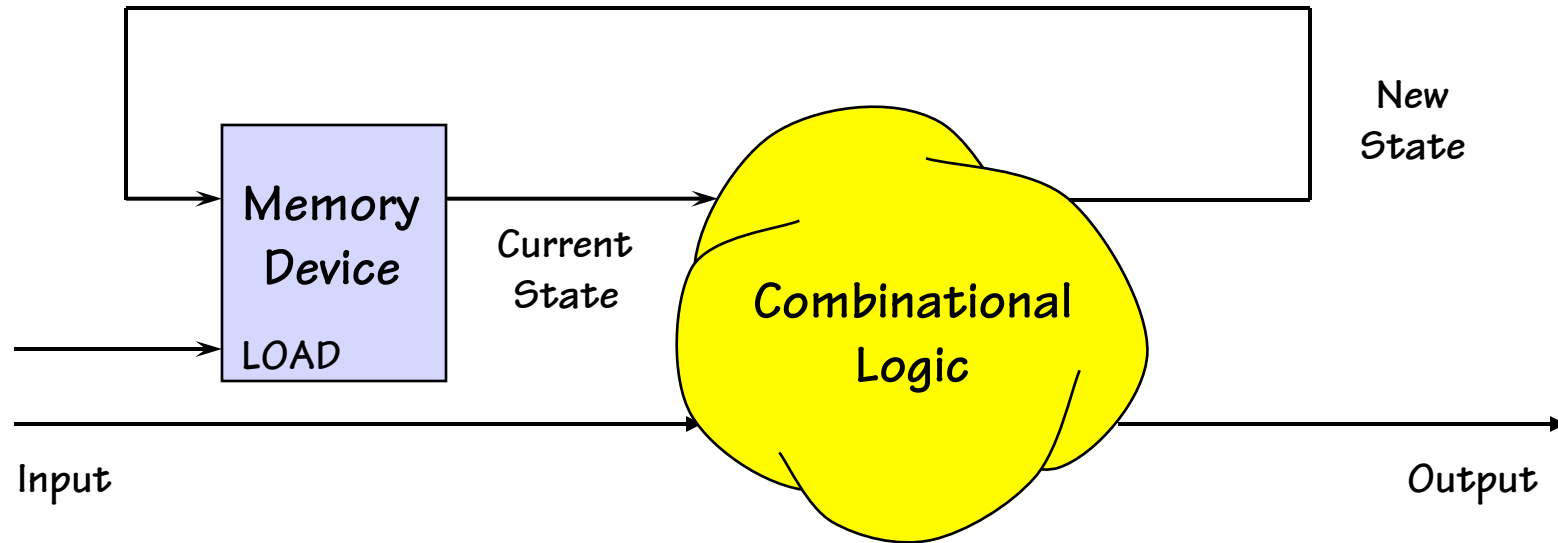 New
State
Memory
Device
Current
State
Combinational
Logic
LOAD
Input
Output